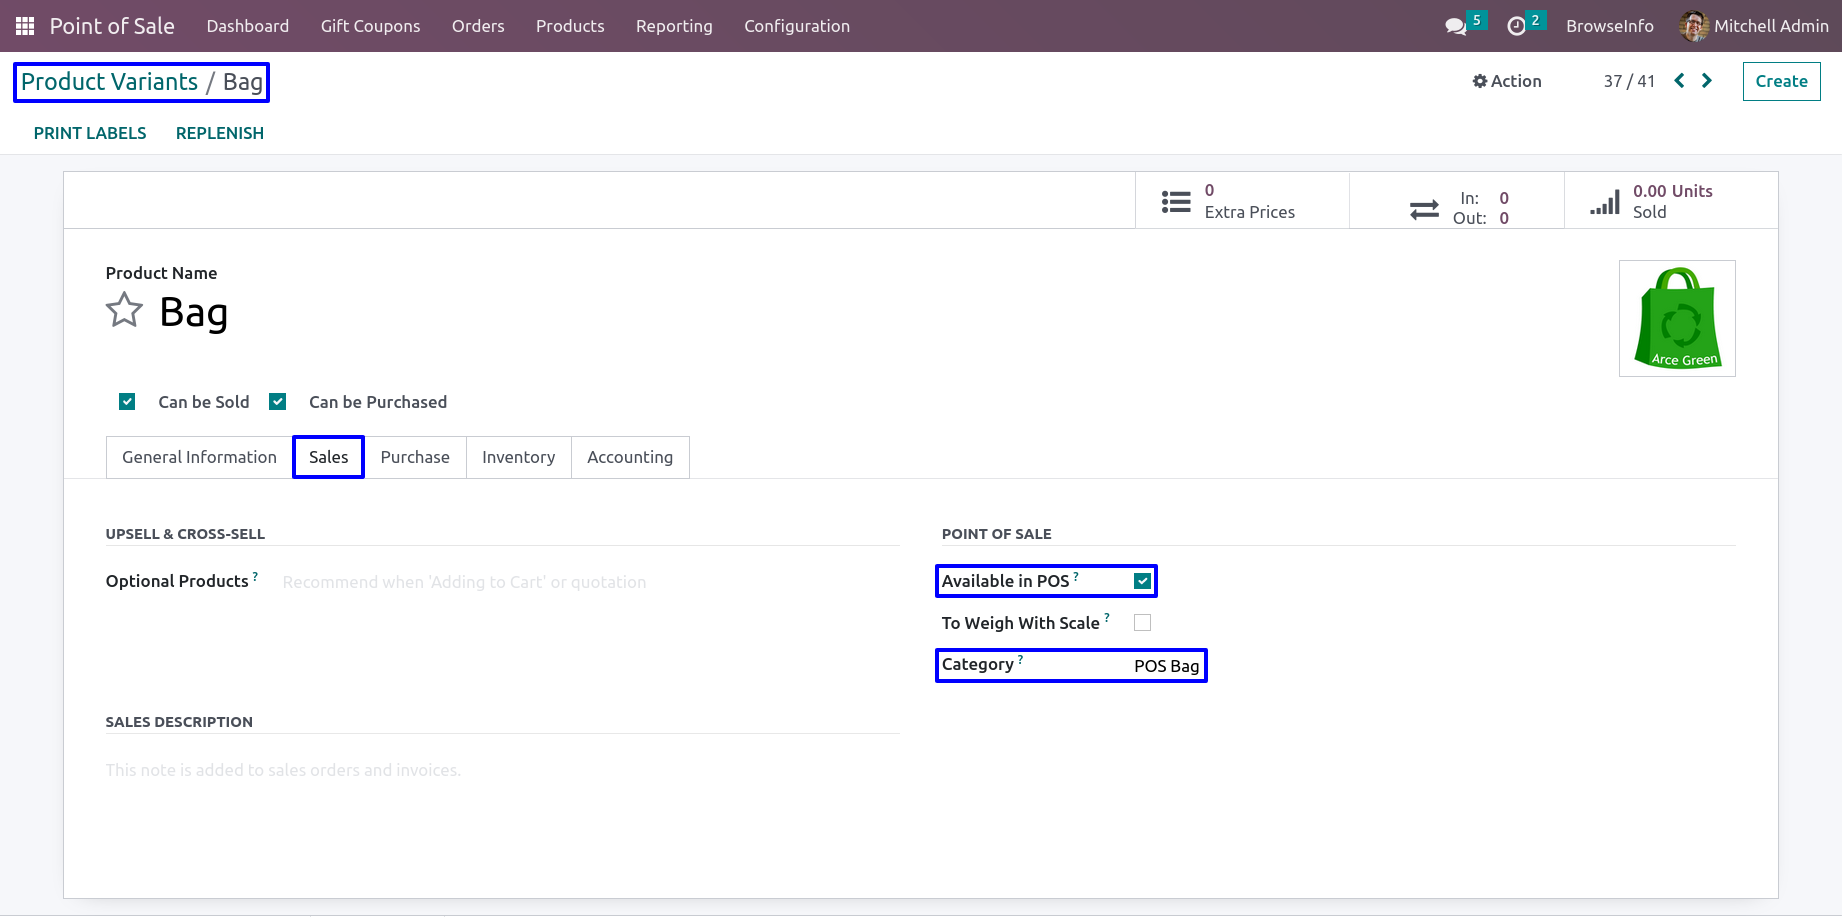 Point of Sale Dashboard Gift Coupons Orders Products Reporting Configuration 5 2 BrowseInfo Mitchell Admin
Product Variants / Bag Action 37 / 41 Create
PRINT LABELS REPLENISH
0
Extra Prices
In: 0
Out: 0
0.00 Units
Sold
Product Name
Bag
Arce Green
Can be Sold Can be Purchased
General Information Sales Purchase Inventory Accounting
UPSELL & CROSS-SELL
Optional Products ? Recommend when 'Adding to Cart' or quotation
POINT OF SALE
Available in POS ?
To Weigh With Scale ?
Category ? POS Bag
SALES DESCRIPTION
This note is added to sales orders and invoices.